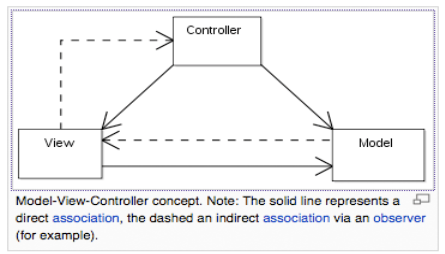 Controller
View
Model
Model-View-Controller concept. Note: The solid line represents a
direct association, the dashed an indirect association via an observer
(for example).